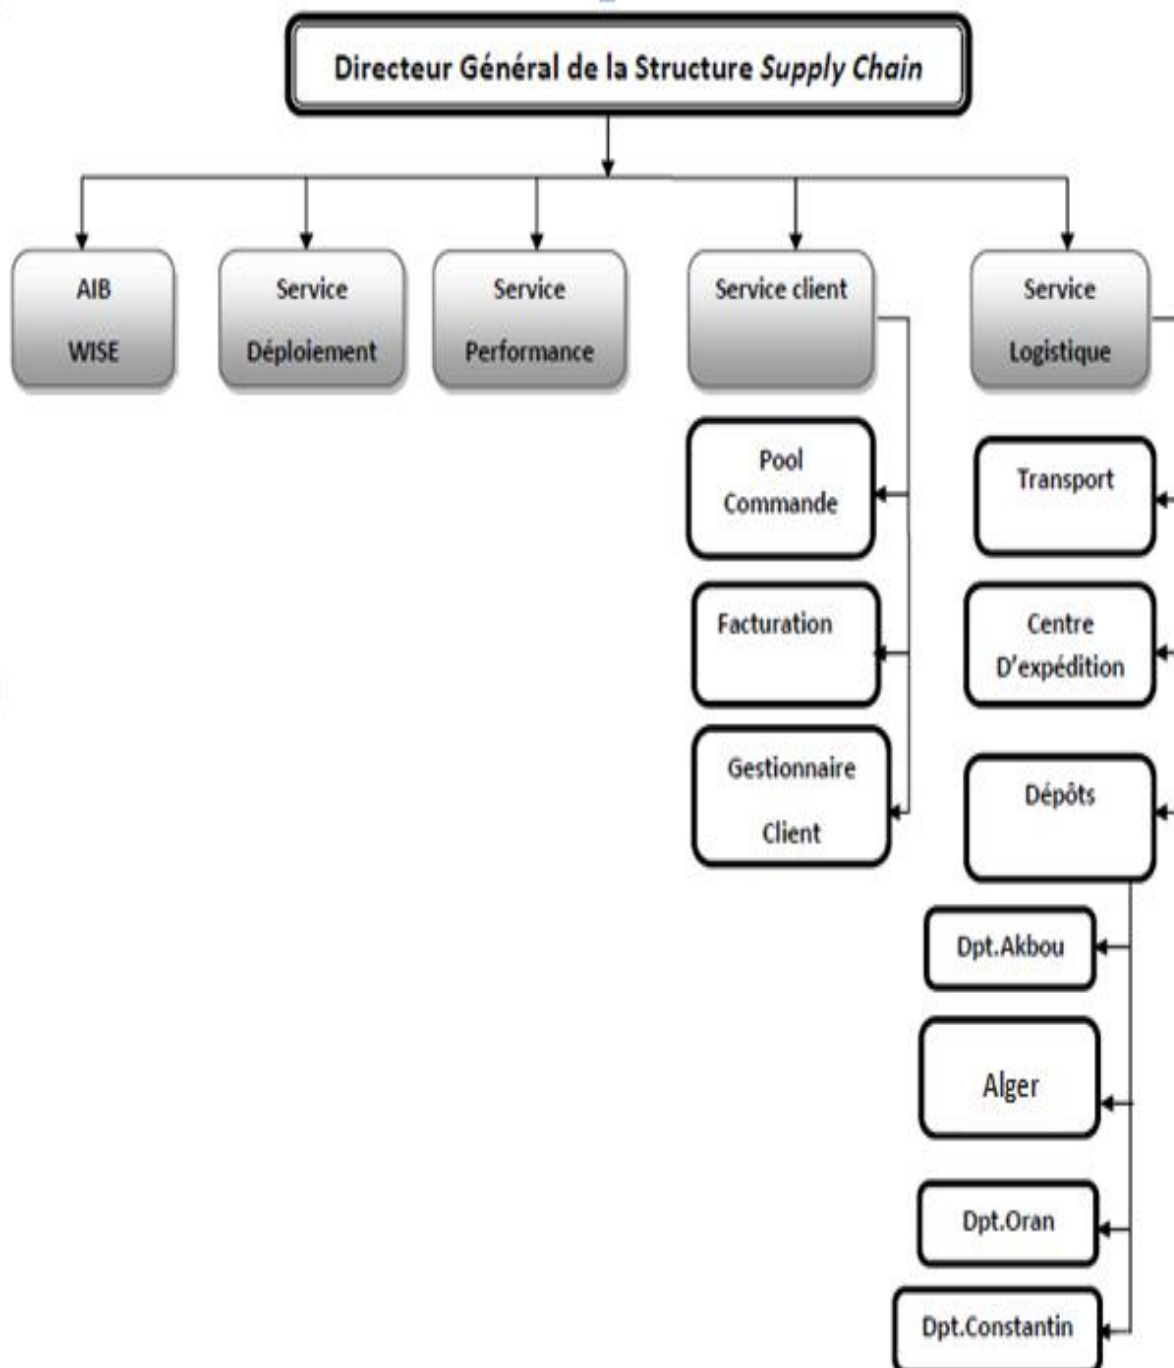 Directeur Général de la Structure Supply Chain
AIB
WISE
Service
Déploiement
Service
Performance
Service client
Service
Logistique
Pool
Commande
Facturation
Gestionnaire
Client
Transport
Centre
D'expédition
Dépôts
Dpt.Akbou
Alger
Dpt.Oran
Dpt.Constantin